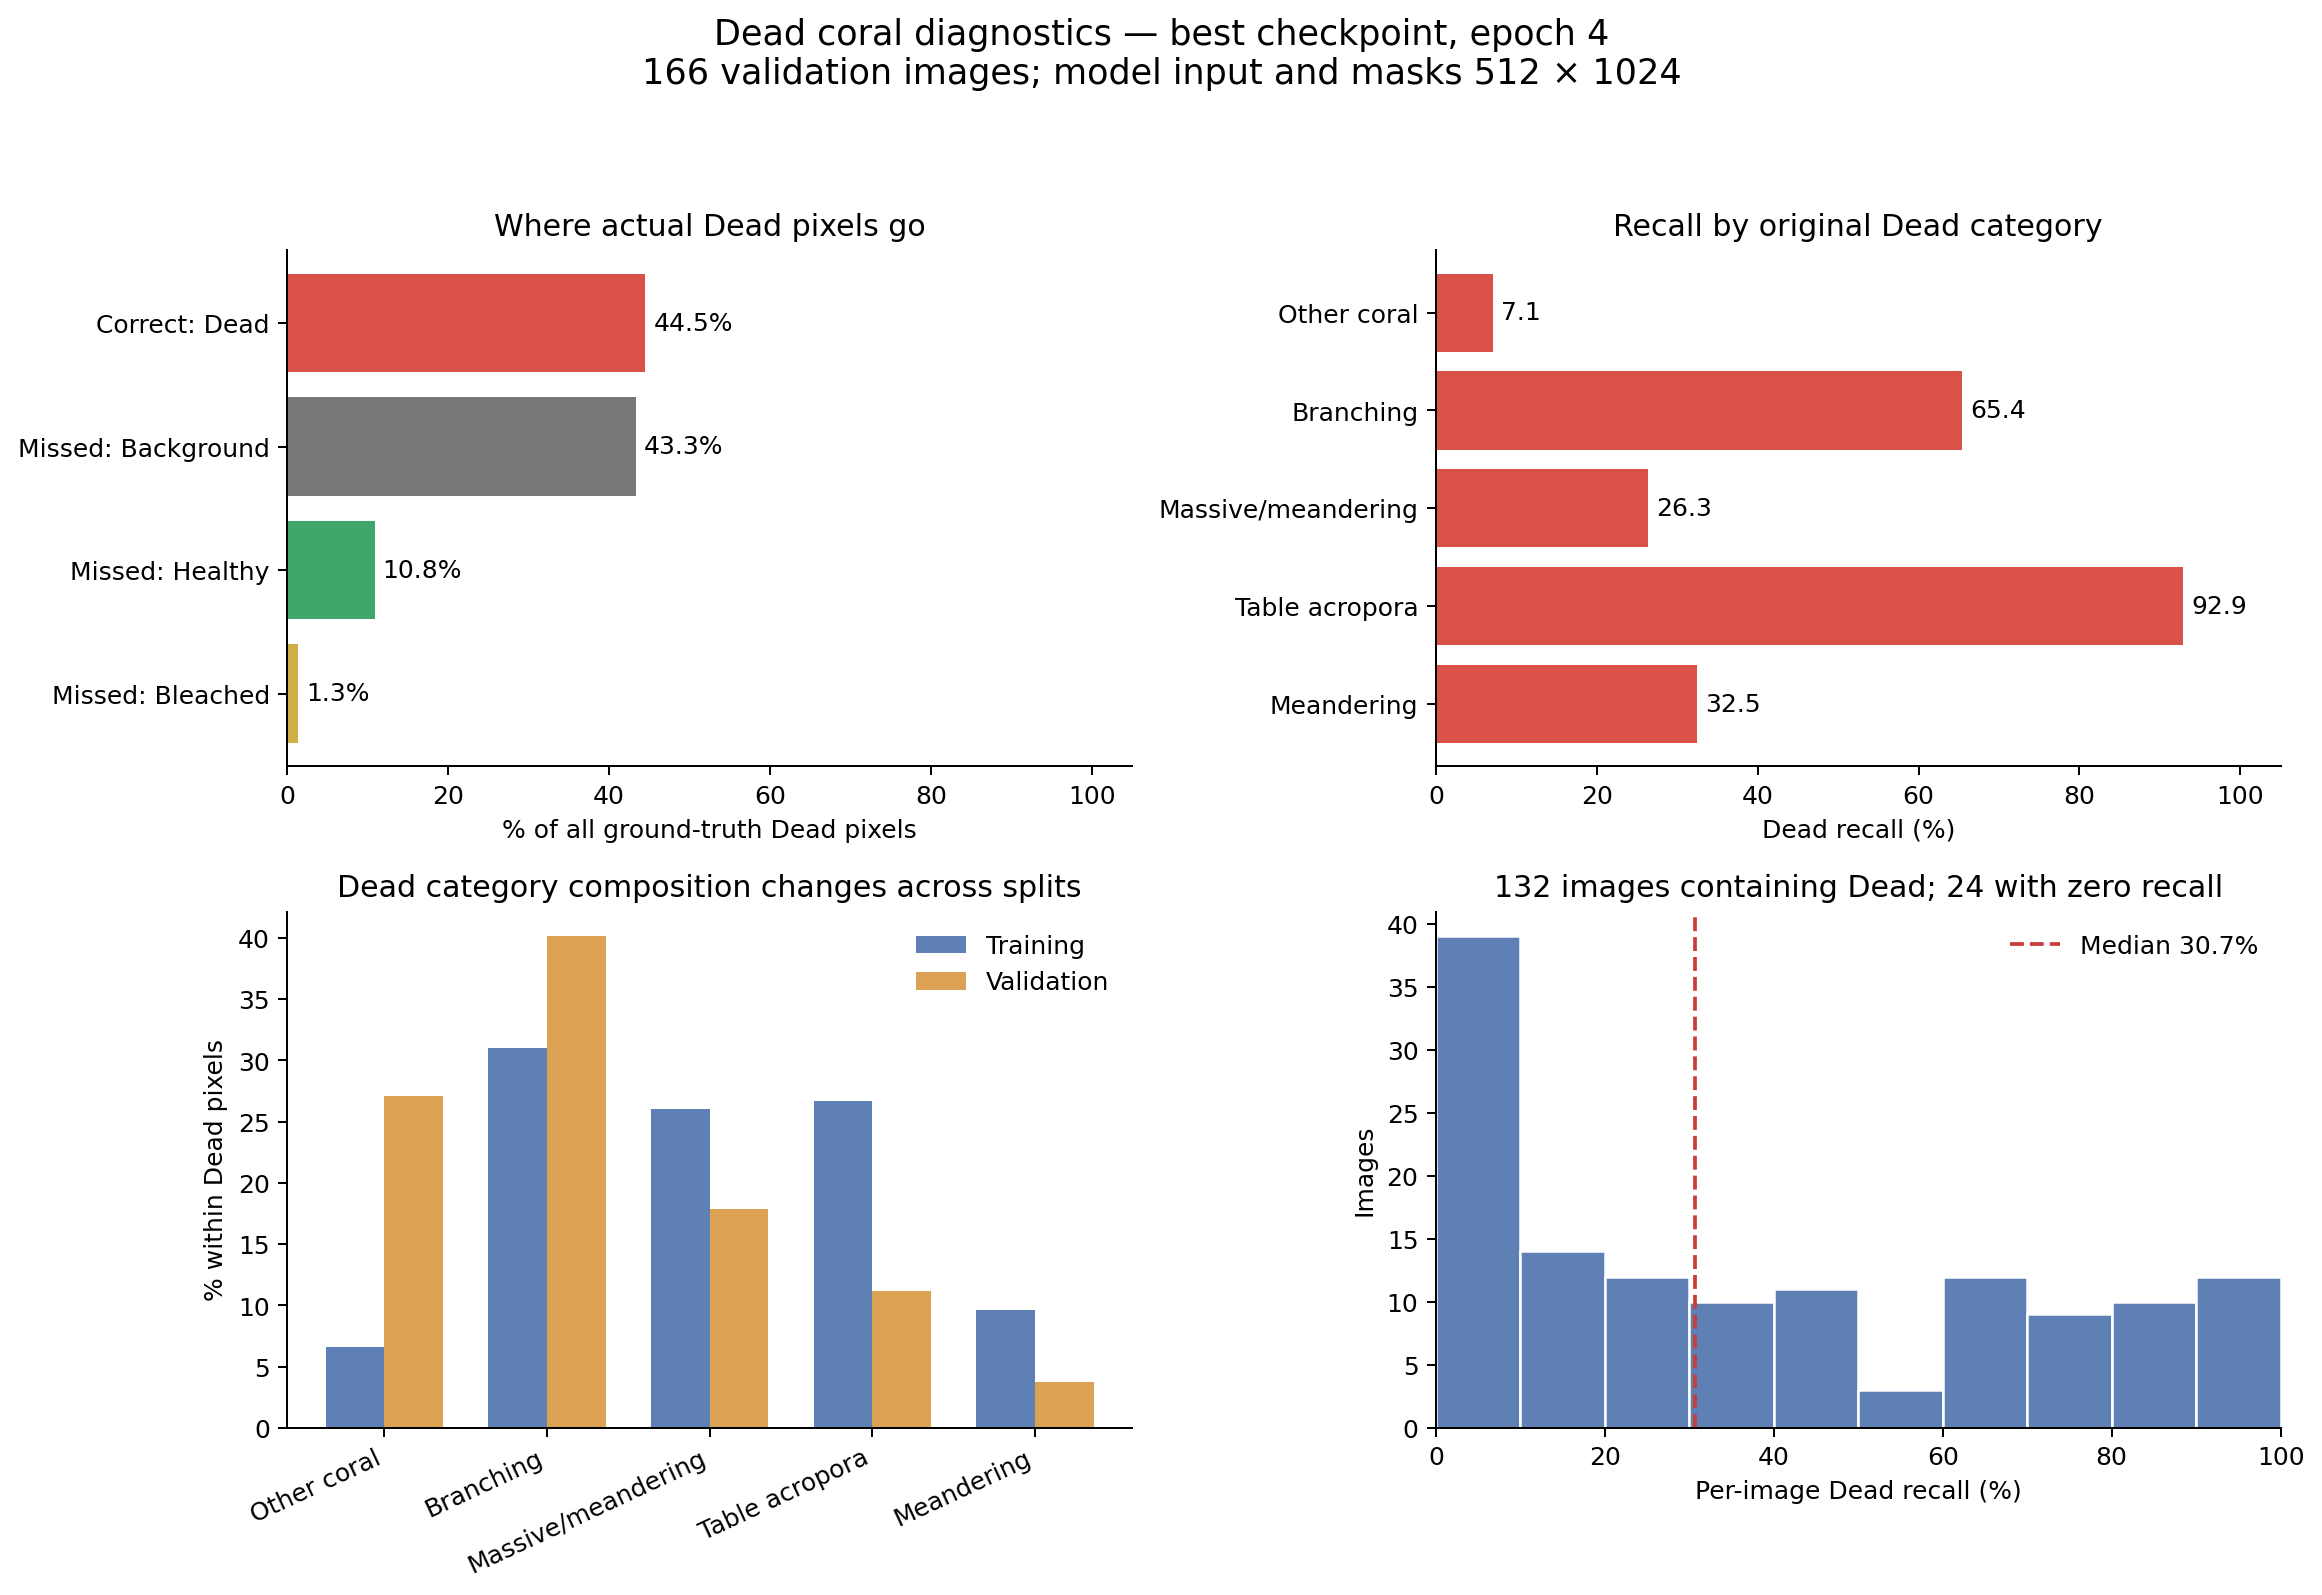 Dead coral diagnostics — best checkpoint, epoch 4
166 validation images; model input and masks 512 × 1024
Where actual Dead pixels go
Correct: Dead
44.5%
Missed: Background
43.3%
Missed: Healthy
10.8%
Missed: Bleached
1.3%
0 20 40 60 80 100
% of all ground-truth Dead pixels
Recall by original Dead category
Other coral
7.1
Branching
65.4
Massive/meandering
26.3
Table acropora
92.9
Meandering
32.5
0 20 40 60 80 100
Dead recall (%)
Dead category composition changes across splits
Training
Validation
% within Dead pixels
40
35
30
25
20
15
10
5
0
Other coral
Branching
Massive/meandering
Table acropora
Meandering
132 images containing Dead; 24 with zero recall
Median 30.7%
Images
40
35
30
25
20
15
10
5
0
0 20 40 60 80 100
Per-image Dead recall (%)